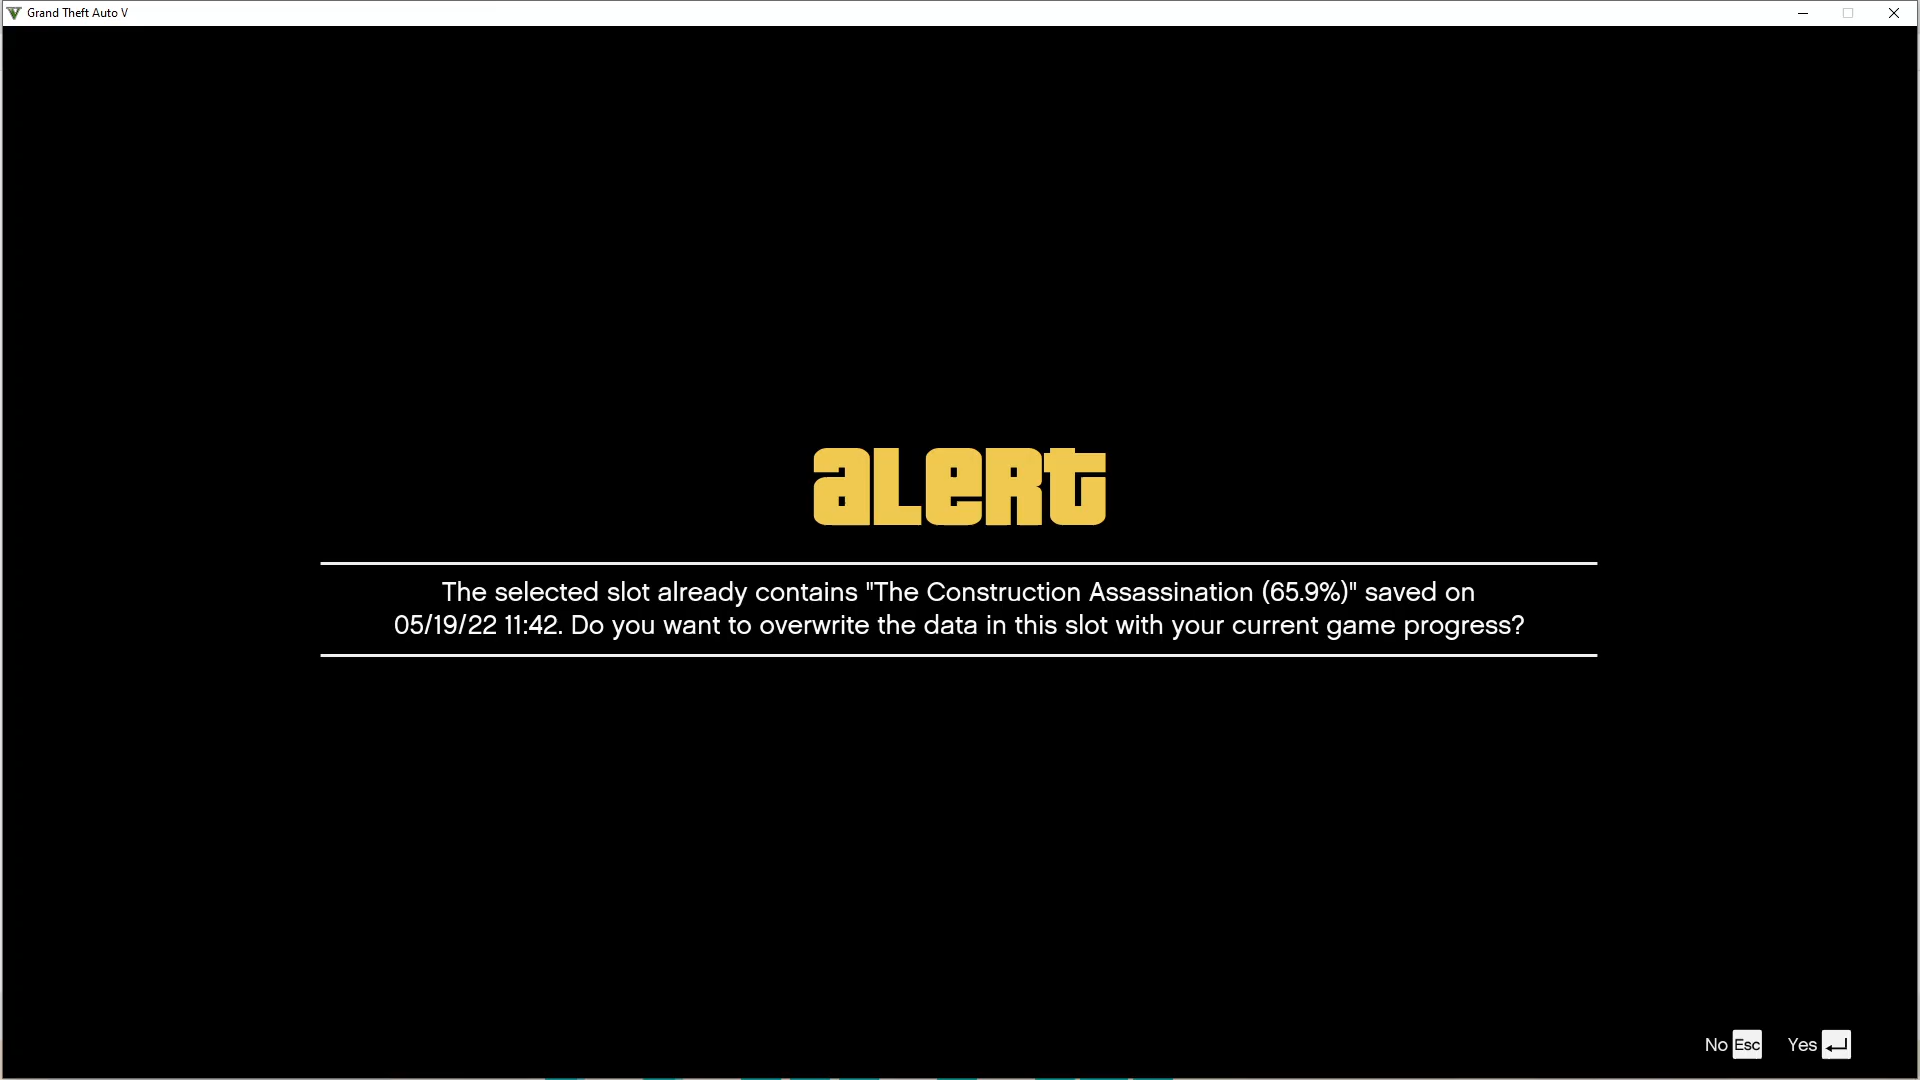 Grand Theft Auto V
alert
The selected slot already contains "The Construction Assassination (65.9%)" saved on
05/19/22 11:42. Do you want to overwrite the data in this slot with your current game progress?
No Esc Yes